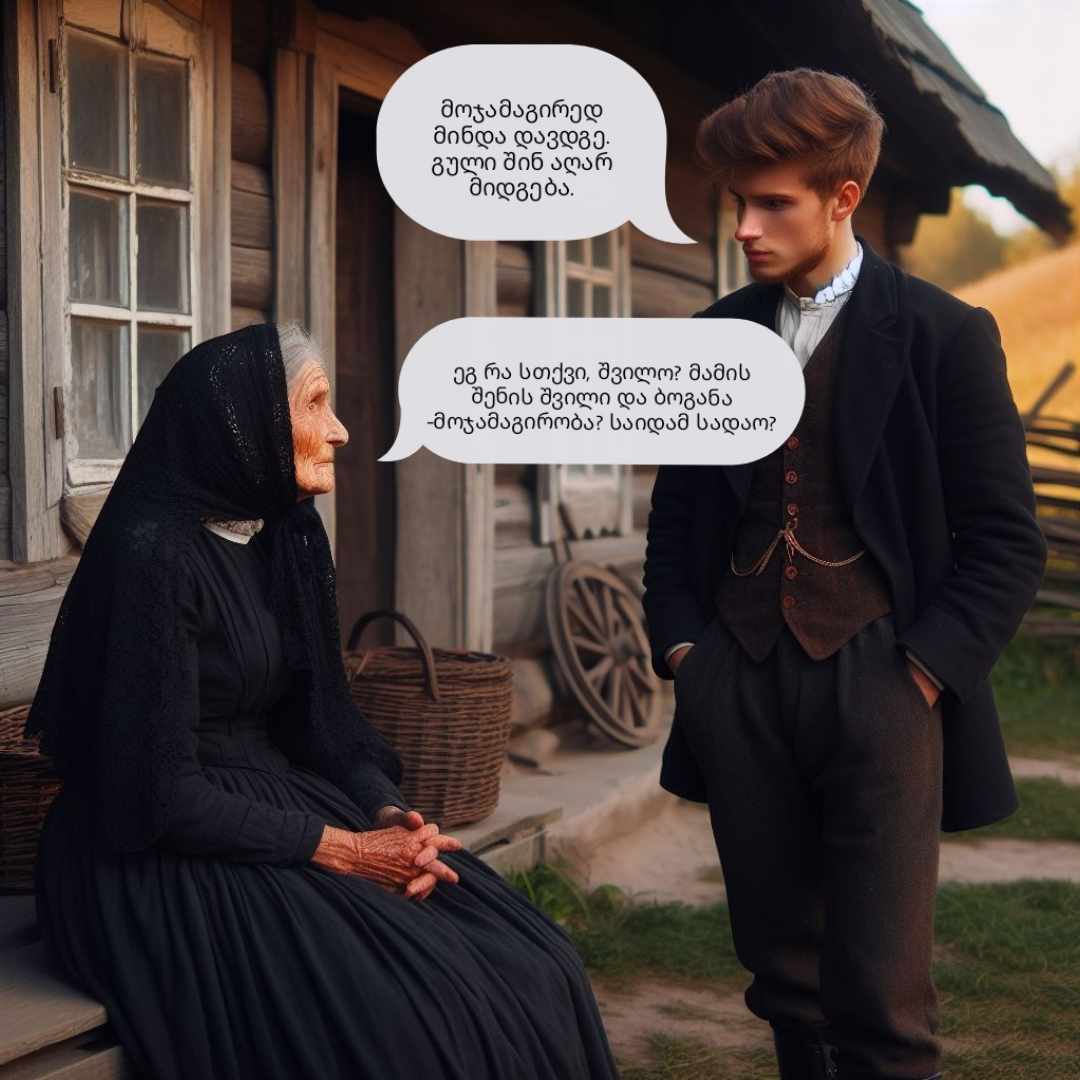 მოჯამაგირედ
მინდა დავდგე.
გული შინ აღარ
მიდგება.
ეგ რა სთქვი, შვილო? მამის
შენის შვილი და ბოგანა
-მოჯამაგირობა? საიდამ სადაო?